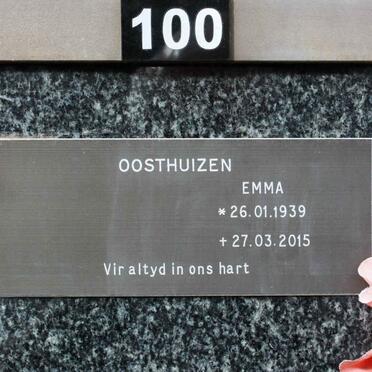 100
OOSTHUIZEN
EMMA
* 26.01.1939
+ 27.03.2015
Vir altyd in ons hart